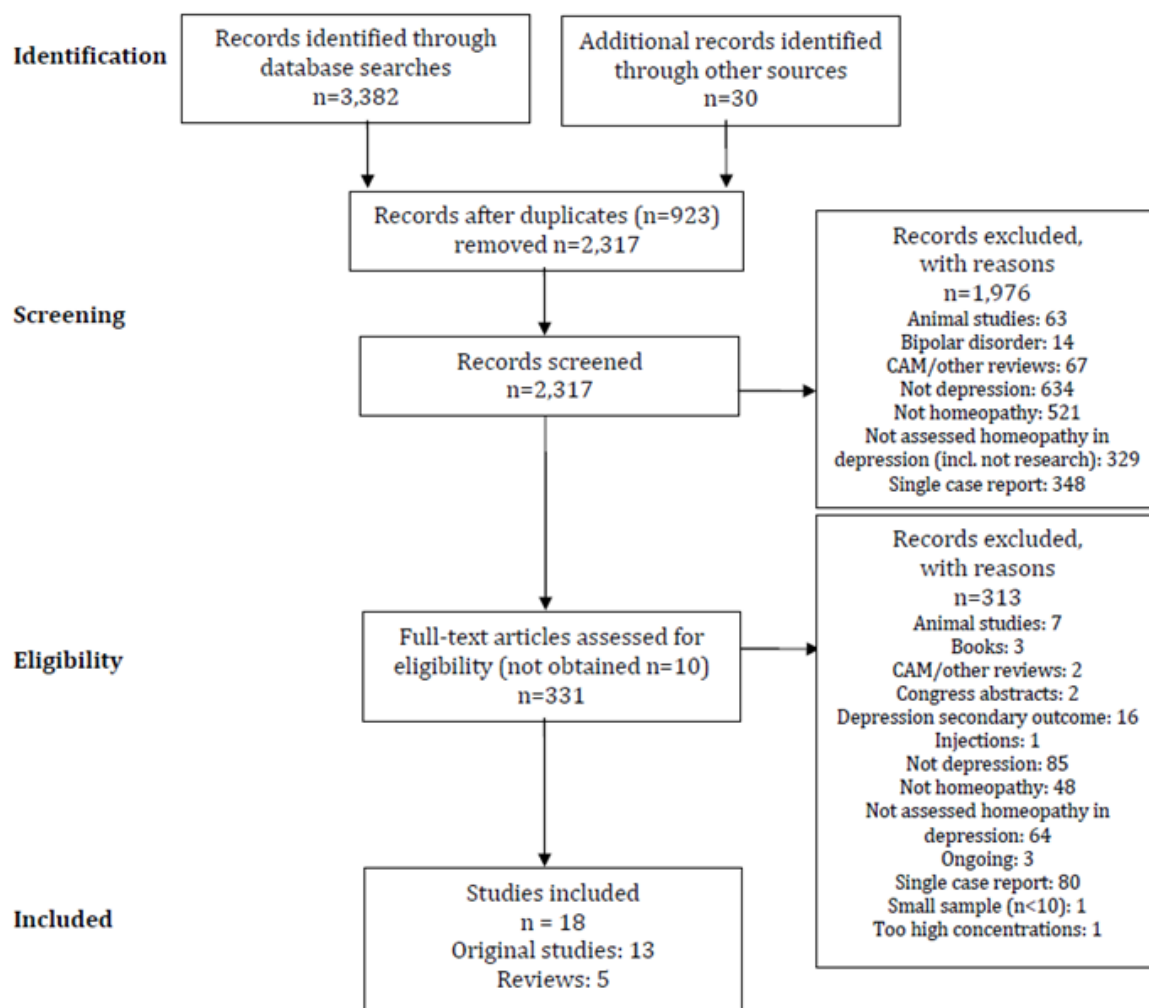 Identification
Records identified through
database searches
n=3,382
Additional records identified
through other sources
n=30
Records after duplicates (n=923)
removed n=2,317
Screening
Records screened
n=2,317
Records excluded,
with reasons
n=1,976
Animal studies: 63
Bipolar disorder: 14
CAM/other reviews: 67
Not depression: 634
Not homeopathy: 521
Not assessed homeopathy in
depression (incl. not research): 329
Single case report: 348
Eligibility
Full-text articles assessed for
eligibility (not obtained n=10)
n=331
Records excluded,
with reasons
n=313
Animal studies: 7
Books: 3
CAM/other reviews: 2
Congress abstracts: 2
Depression secondary outcome: 16
Injections: 1
Not depression: 85
Not homeopathy: 48
Not assessed homeopathy in
depression: 64
Ongoing: 3
Single case report: 80
Small sample (n<10): 1
Too high concentrations: 1
Included
Studies included
n = 18
Original studies: 13
Reviews: 5